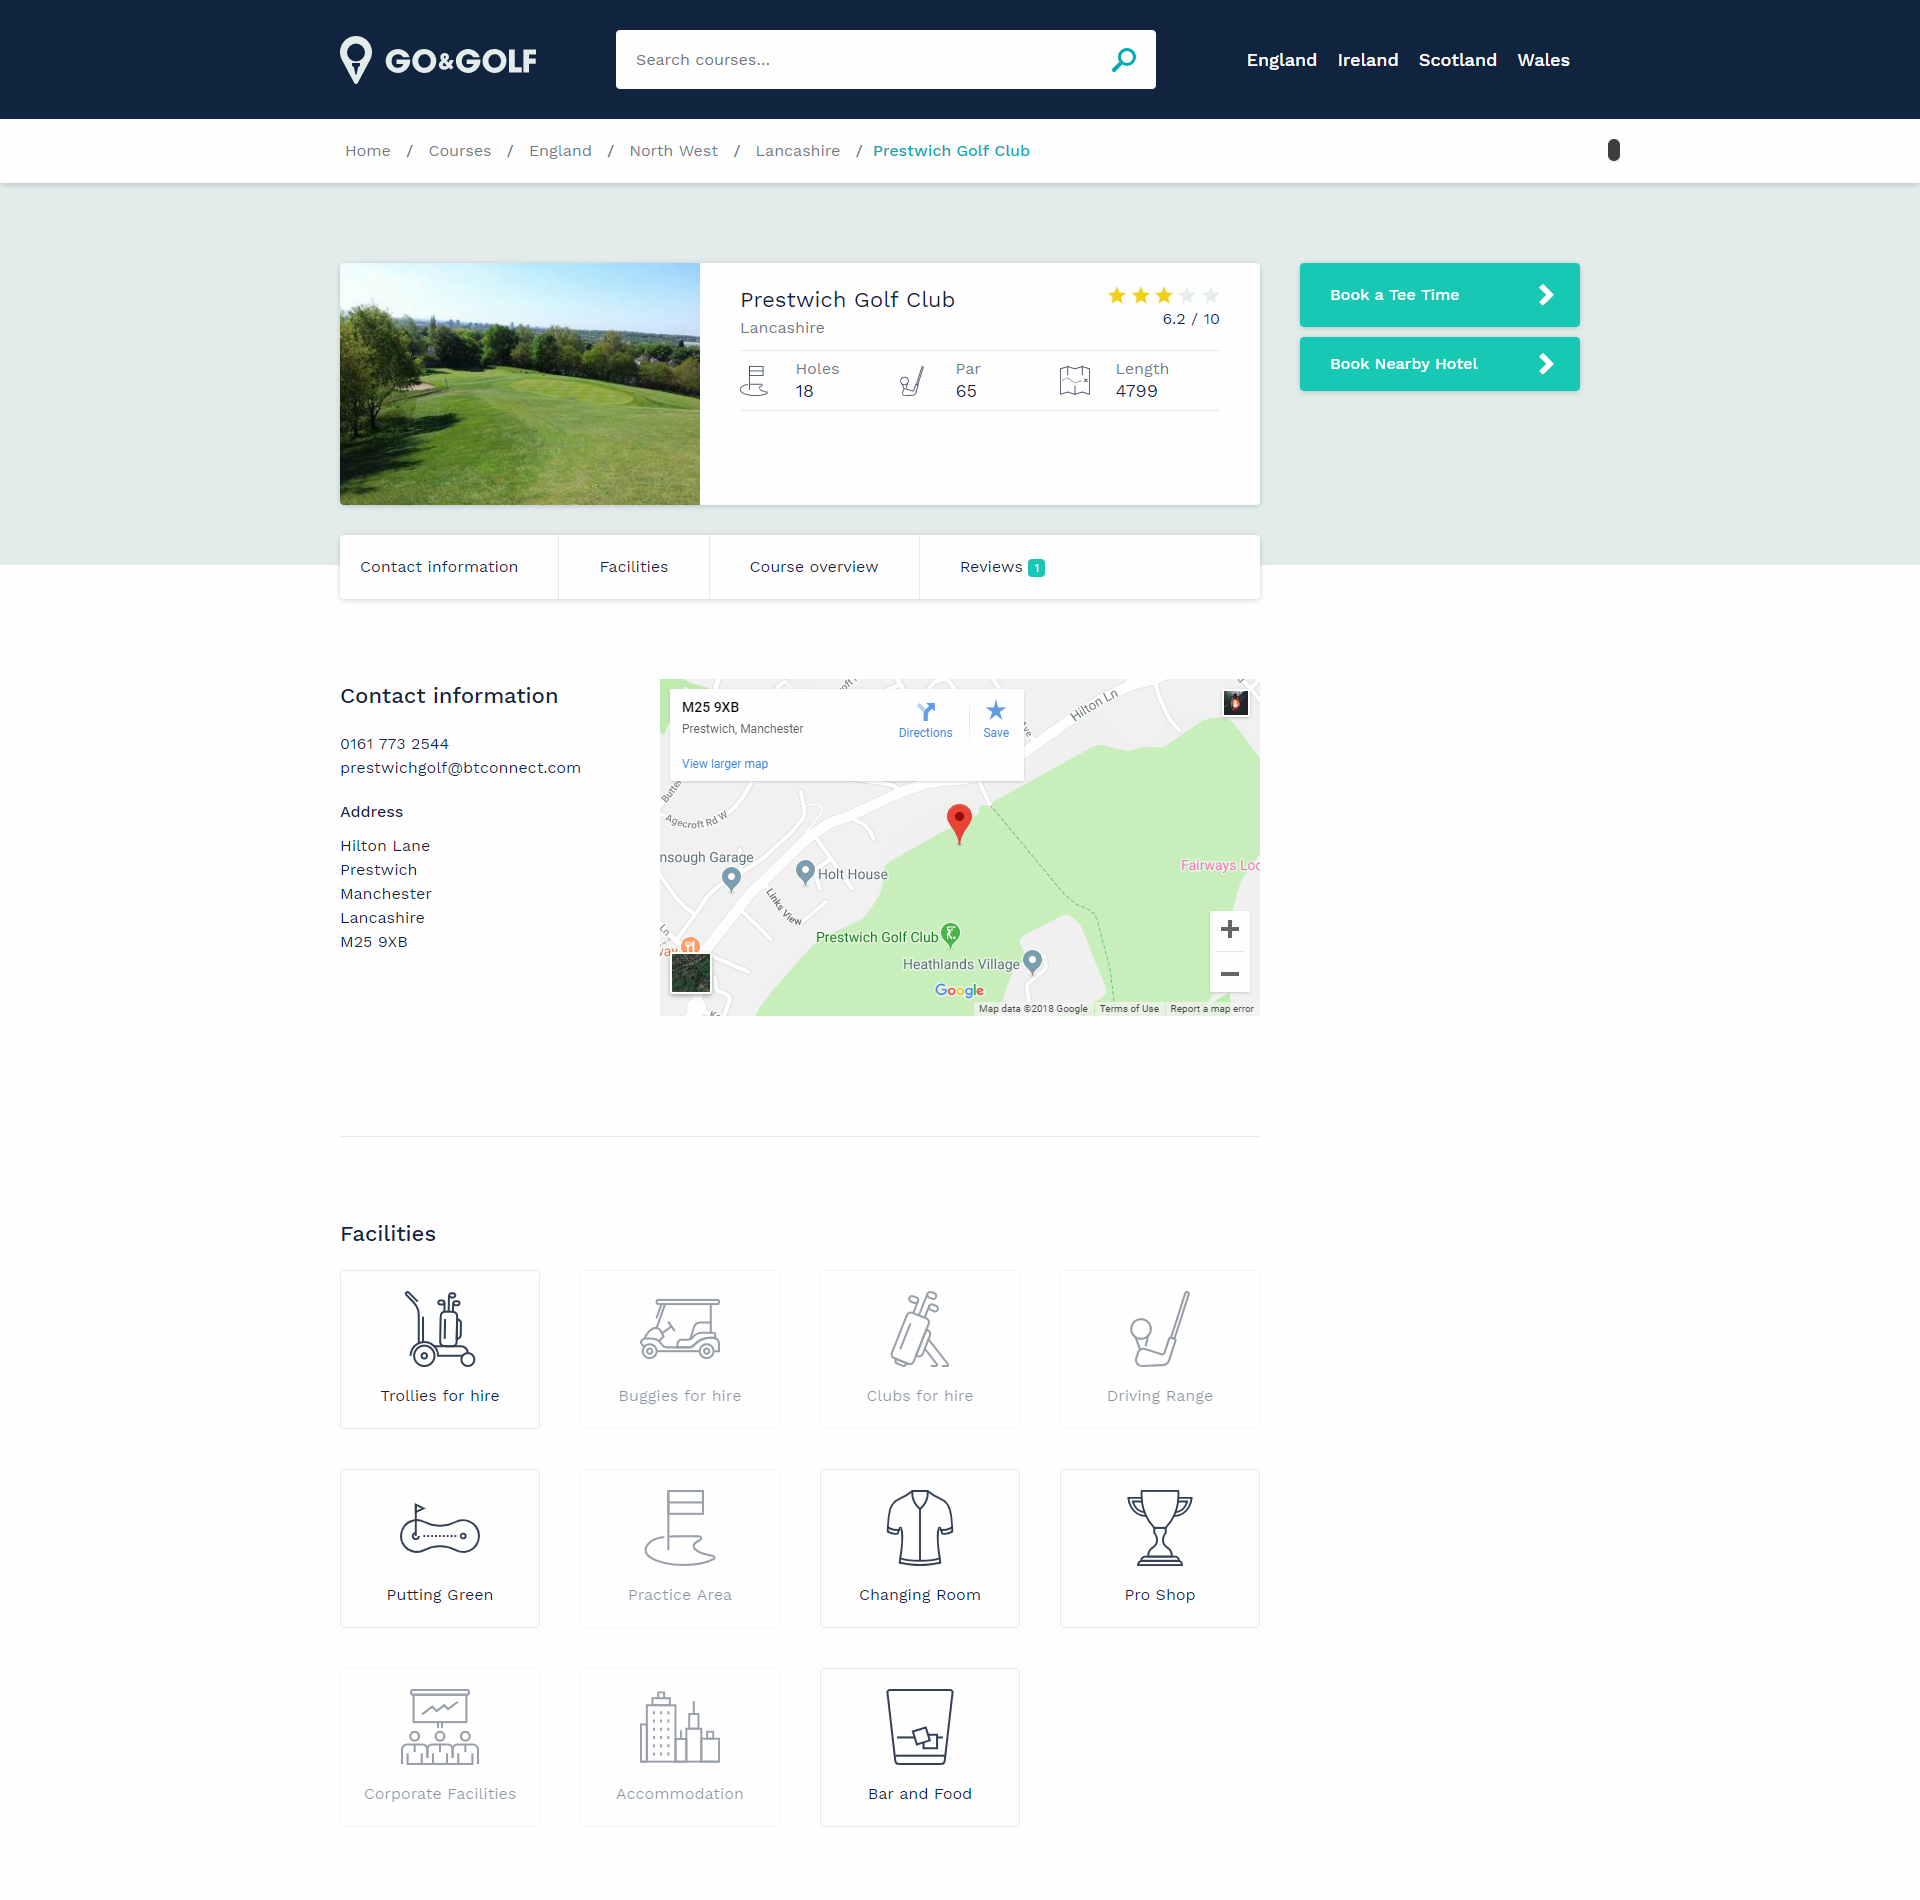 GO&GOLF
Search courses...
England Ireland Scotland Wales
Home / Courses / England / North West / Lancashire / Prestwich Golf Club
Prestwich Golf Club
Lancashire
6.2 / 10
Holes
18
Par
65
Length
4799
Book a Tee Time
Book Nearby Hotel
Contact information
Facilities
Course overview
Reviews 1
Contact information
0161 773 2544
prestwichgolf@btconnect.com
Address
Hilton Lane
Prestwich
Manchester
Lancashire
M25 9XB
M25 9XB
Prestwich, Manchester
View larger map
Directions
Save
Hilton Ln
Agecroft Rd W
nsough Garage
Holt House
Links View
Fairways Loc
Prestwich Golf Club
Heathlands Village
Google
Map data ©2018 Google Terms of Use Report a map error
Facilities
Trollies for hire
Buggies for hire
Clubs for hire
Driving Range
Putting Green
Practice Area
Changing Room
Pro Shop
Corporate Facilities
Accommodation
Bar and Food